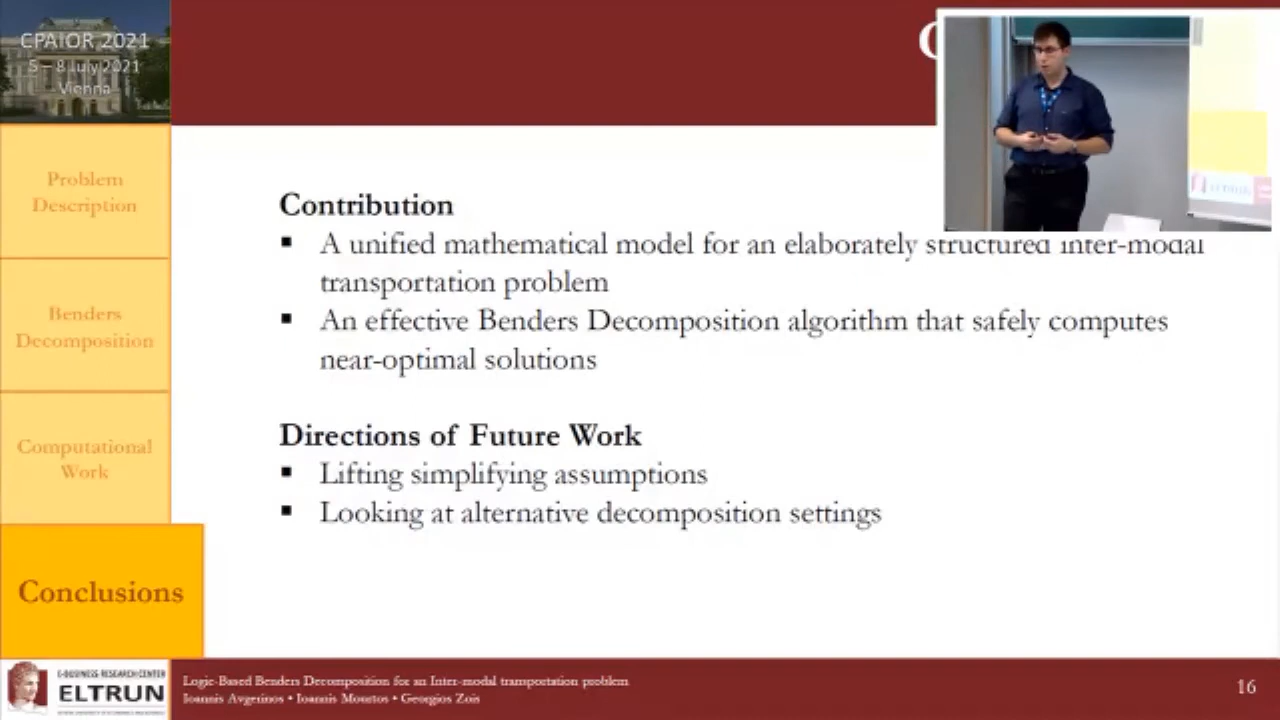 CPAIOR 2021
5 – 8 July 2021
Vienna
Problem
Description
Benders
Decomposition
Computational
Work
Conclusions
Contribution
▪ A unified mathematical model for an elaborately structured inter-modal
transportation problem
▪ An effective Benders Decomposition algorithm that safely computes
near-optimal solutions
Directions of Future Work
▪ Lifting simplifying assumptions
▪ Looking at alternative decomposition settings
E-BUSINESS RESEARCH CENTER
ELTRUN
Logic-Based Benders Decomposition for an Inter-modal transportation problem
Ioannis Avgerinos • Ioannis Mourtos • Georgios Zois
16